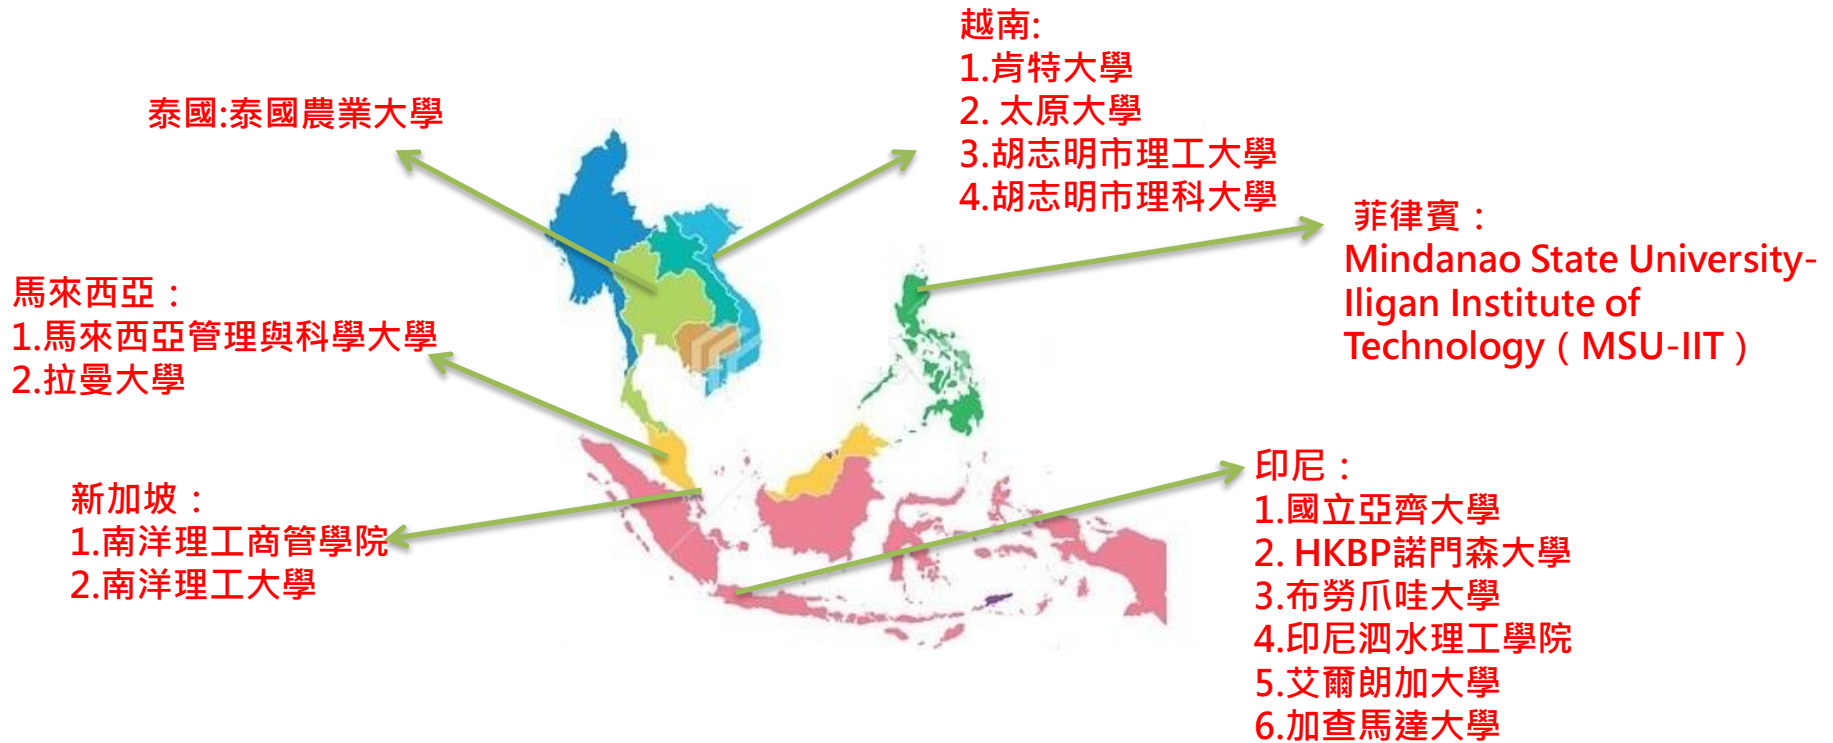 越南:
1.肯特大學
2. 太原大學
3.胡志明市理工大學
4.胡志明市理科大學
泰國:泰國農業大學
菲律賓：
Mindanao State University-
Iligan Institute of
Technology（MSU-IIT）
馬來西亞：
1.馬來西亞管理與科學大學
2.拉曼大學
新加坡：
1.南洋理工商管學院
2.南洋理工大學
印尼：
1.國立亞齊大學
2. HKBP諾門森大學
3.布勞爪哇大學
4.印尼泗水理工學院
5.艾爾朗加大學
6.加查馬達大學